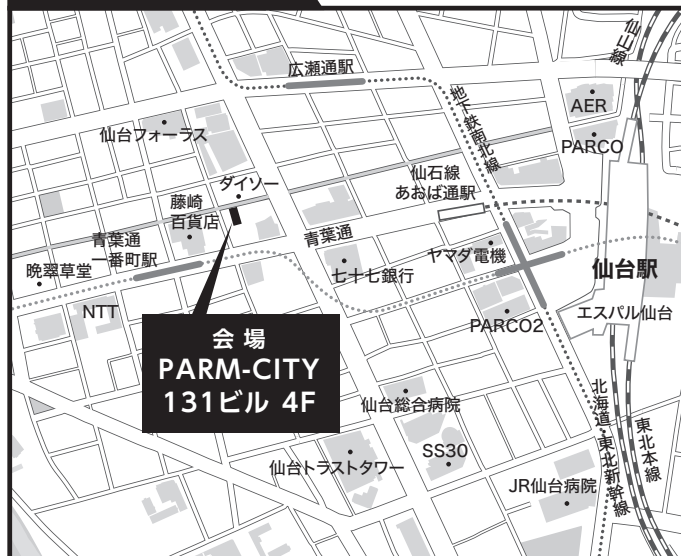 仙山線
広瀬通駅
地下鉄南北線
AER
PARCO
仙台フォーラス
ダイソー
仙石線
あおば通駅
藤崎
百貨店
青葉通
青葉通
一番町駅
ヤマダ電機
仙台駅
晩翠草堂
七十七銀行
NTT
PARCO2
エスパル仙台
会 場
PARM-CITY
131ビル 4F
仙台総合病院
北海道・東北新幹線
東北本線
仙台トラストタワー
SS30
JR仙台病院